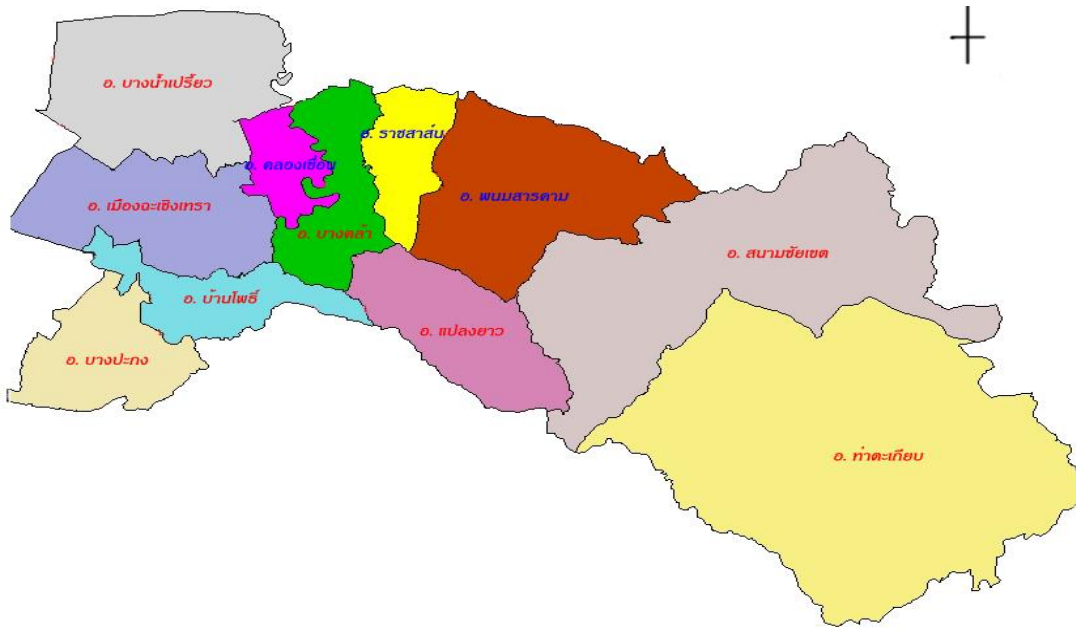 อ. บางน้ำเปรี้ยว
อ. ราชสาส์น
อ. คลองเขื่อน
อ. พนมสารคาม
อ. เมืองฉะเชิงเทรา
อ. บางคล้า
อ. สนามชัยเขต
อ. บ้านโพธิ์
อ. แปลงยาว
อ. บางปะกง
อ. ท่าตะเกียบ